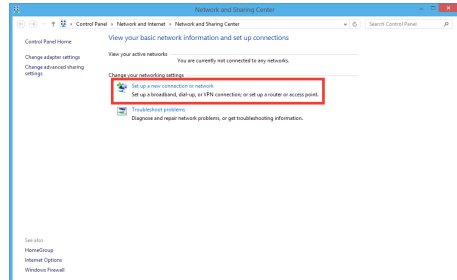 Network and Sharing Center
Control Panel ▸ Network and Internet ▸ Network and Sharing Center
Search Control Panel
Control Panel Home
Change adapter settings
Change advanced sharing
settings
View your basic network information and set up connections
View your active networks
You are currently not connected to any networks.
Change your networking settings
Set up a new connection or network
Set up a broadband, dial-up, or VPN connection; or set up a router or access point.
Troubleshoot problems
Diagnose and repair network problems, or get troubleshooting information.
See also
HomeGroup
Internet Options
Windows Firewall